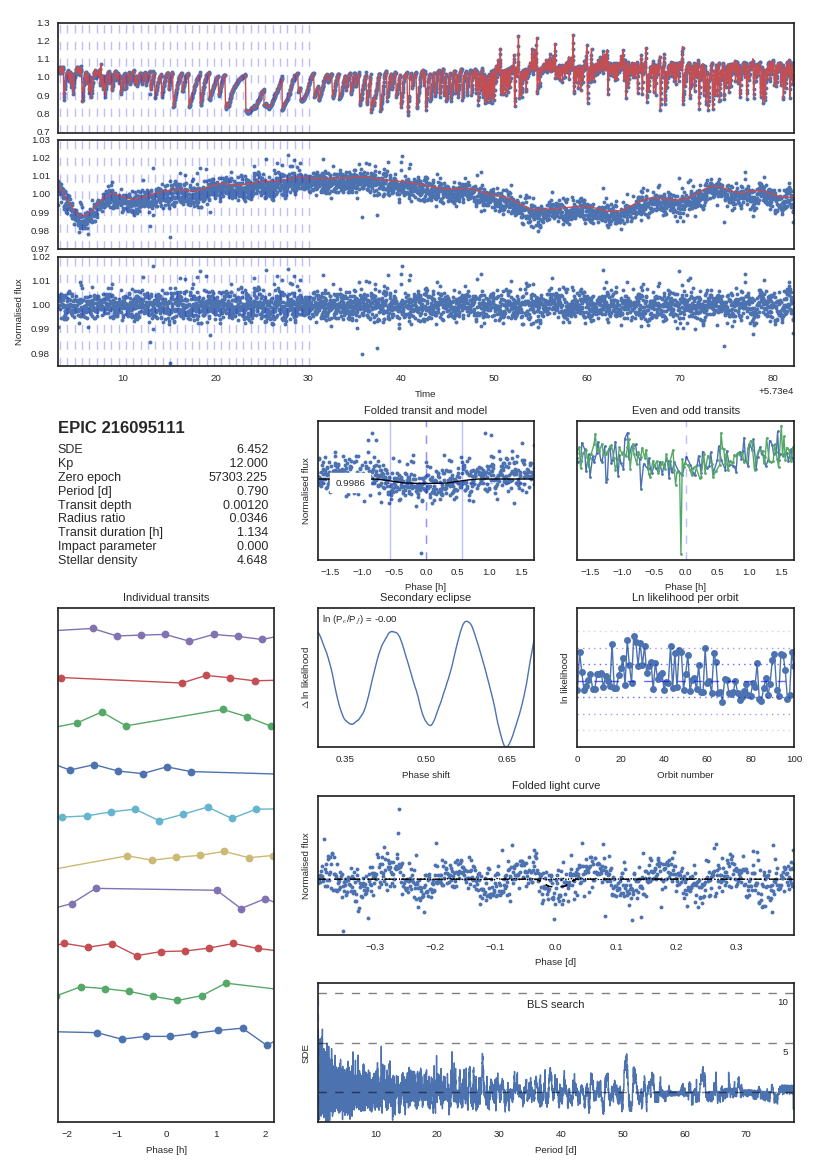 1.3
1.2
1.1
1.0
0.9
0.8
0.7
1.03
1.02
1.01
1.00
0.99
0.98
0.97
1.02
1.01
1.00
0.99
0.98
Normalised flux
10 20 30 40 50 60 70 80
Time
+5.73e4
EPIC 216095111
SDE 6.452
Kp 12.000
Zero epoch 57303.225
Period [d] 0.790
Transit depth 0.00120
Radius ratio 0.0346
Transit duration [h] 1.134
Impact parameter 0.000
Stellar density 4.648
Folded transit and model
Normalised flux
0.9986
−1.5 −1.0 −0.5 0.0 0.5 1.0 1.5
Phase [h]
Even and odd transits
−1.5 −1.0 −0.5 0.0 0.5 1.0 1.5
Phase [h]
Individual transits
−2 −1 0 1 2
Phase [h]
Secondary eclipse
ln (Pₑ/P𝑓) = -0.00
Δ ln likelihood
0.35 0.50 0.65
Phase shift
Ln likelihood per orbit
ln likelihood
0 20 40 60 80 100
Orbit number
Folded light curve
Normalised flux
−0.3 −0.2 −0.1 0.0 0.1 0.2 0.3
Phase [d]
BLS search
10
5
SDE
10 20 30 40 50 60 70
Period [d]